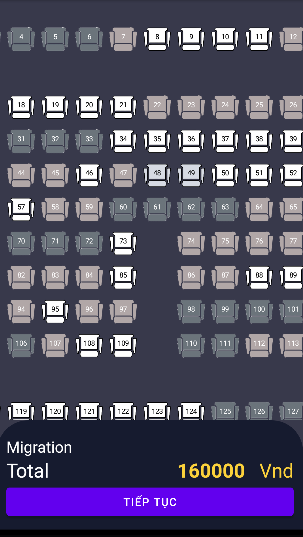 4 5 6 7 8 9 10 11 12
18 19 20 21 22 23 24 25 26
31 32 33 34 35 36 37 38 39
44 45 46 47 48 49 50 51 52
57 58 59 60 61 62 63 64 65
70 71 72 73 74 75 76 77
82 83 84 85 86 87 88 89
94 95 96 97 98 99 100 101
106 107 108 109 110 111 112 113
119 120 121 122 123 124 125 126 127
Migration
Total 160000 Vnd
TIẾP TỤC